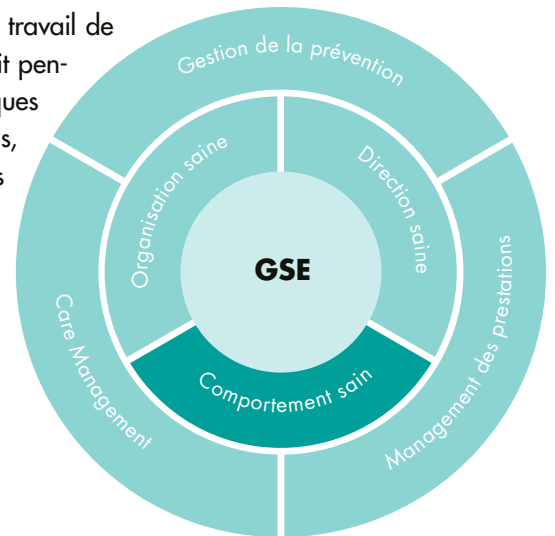 travail de
it pen-
ques
s,
s
Gestion de la prévention
Organisation saine
Direction saine
GSE
Comportement sain
Care Management
Management des prestations